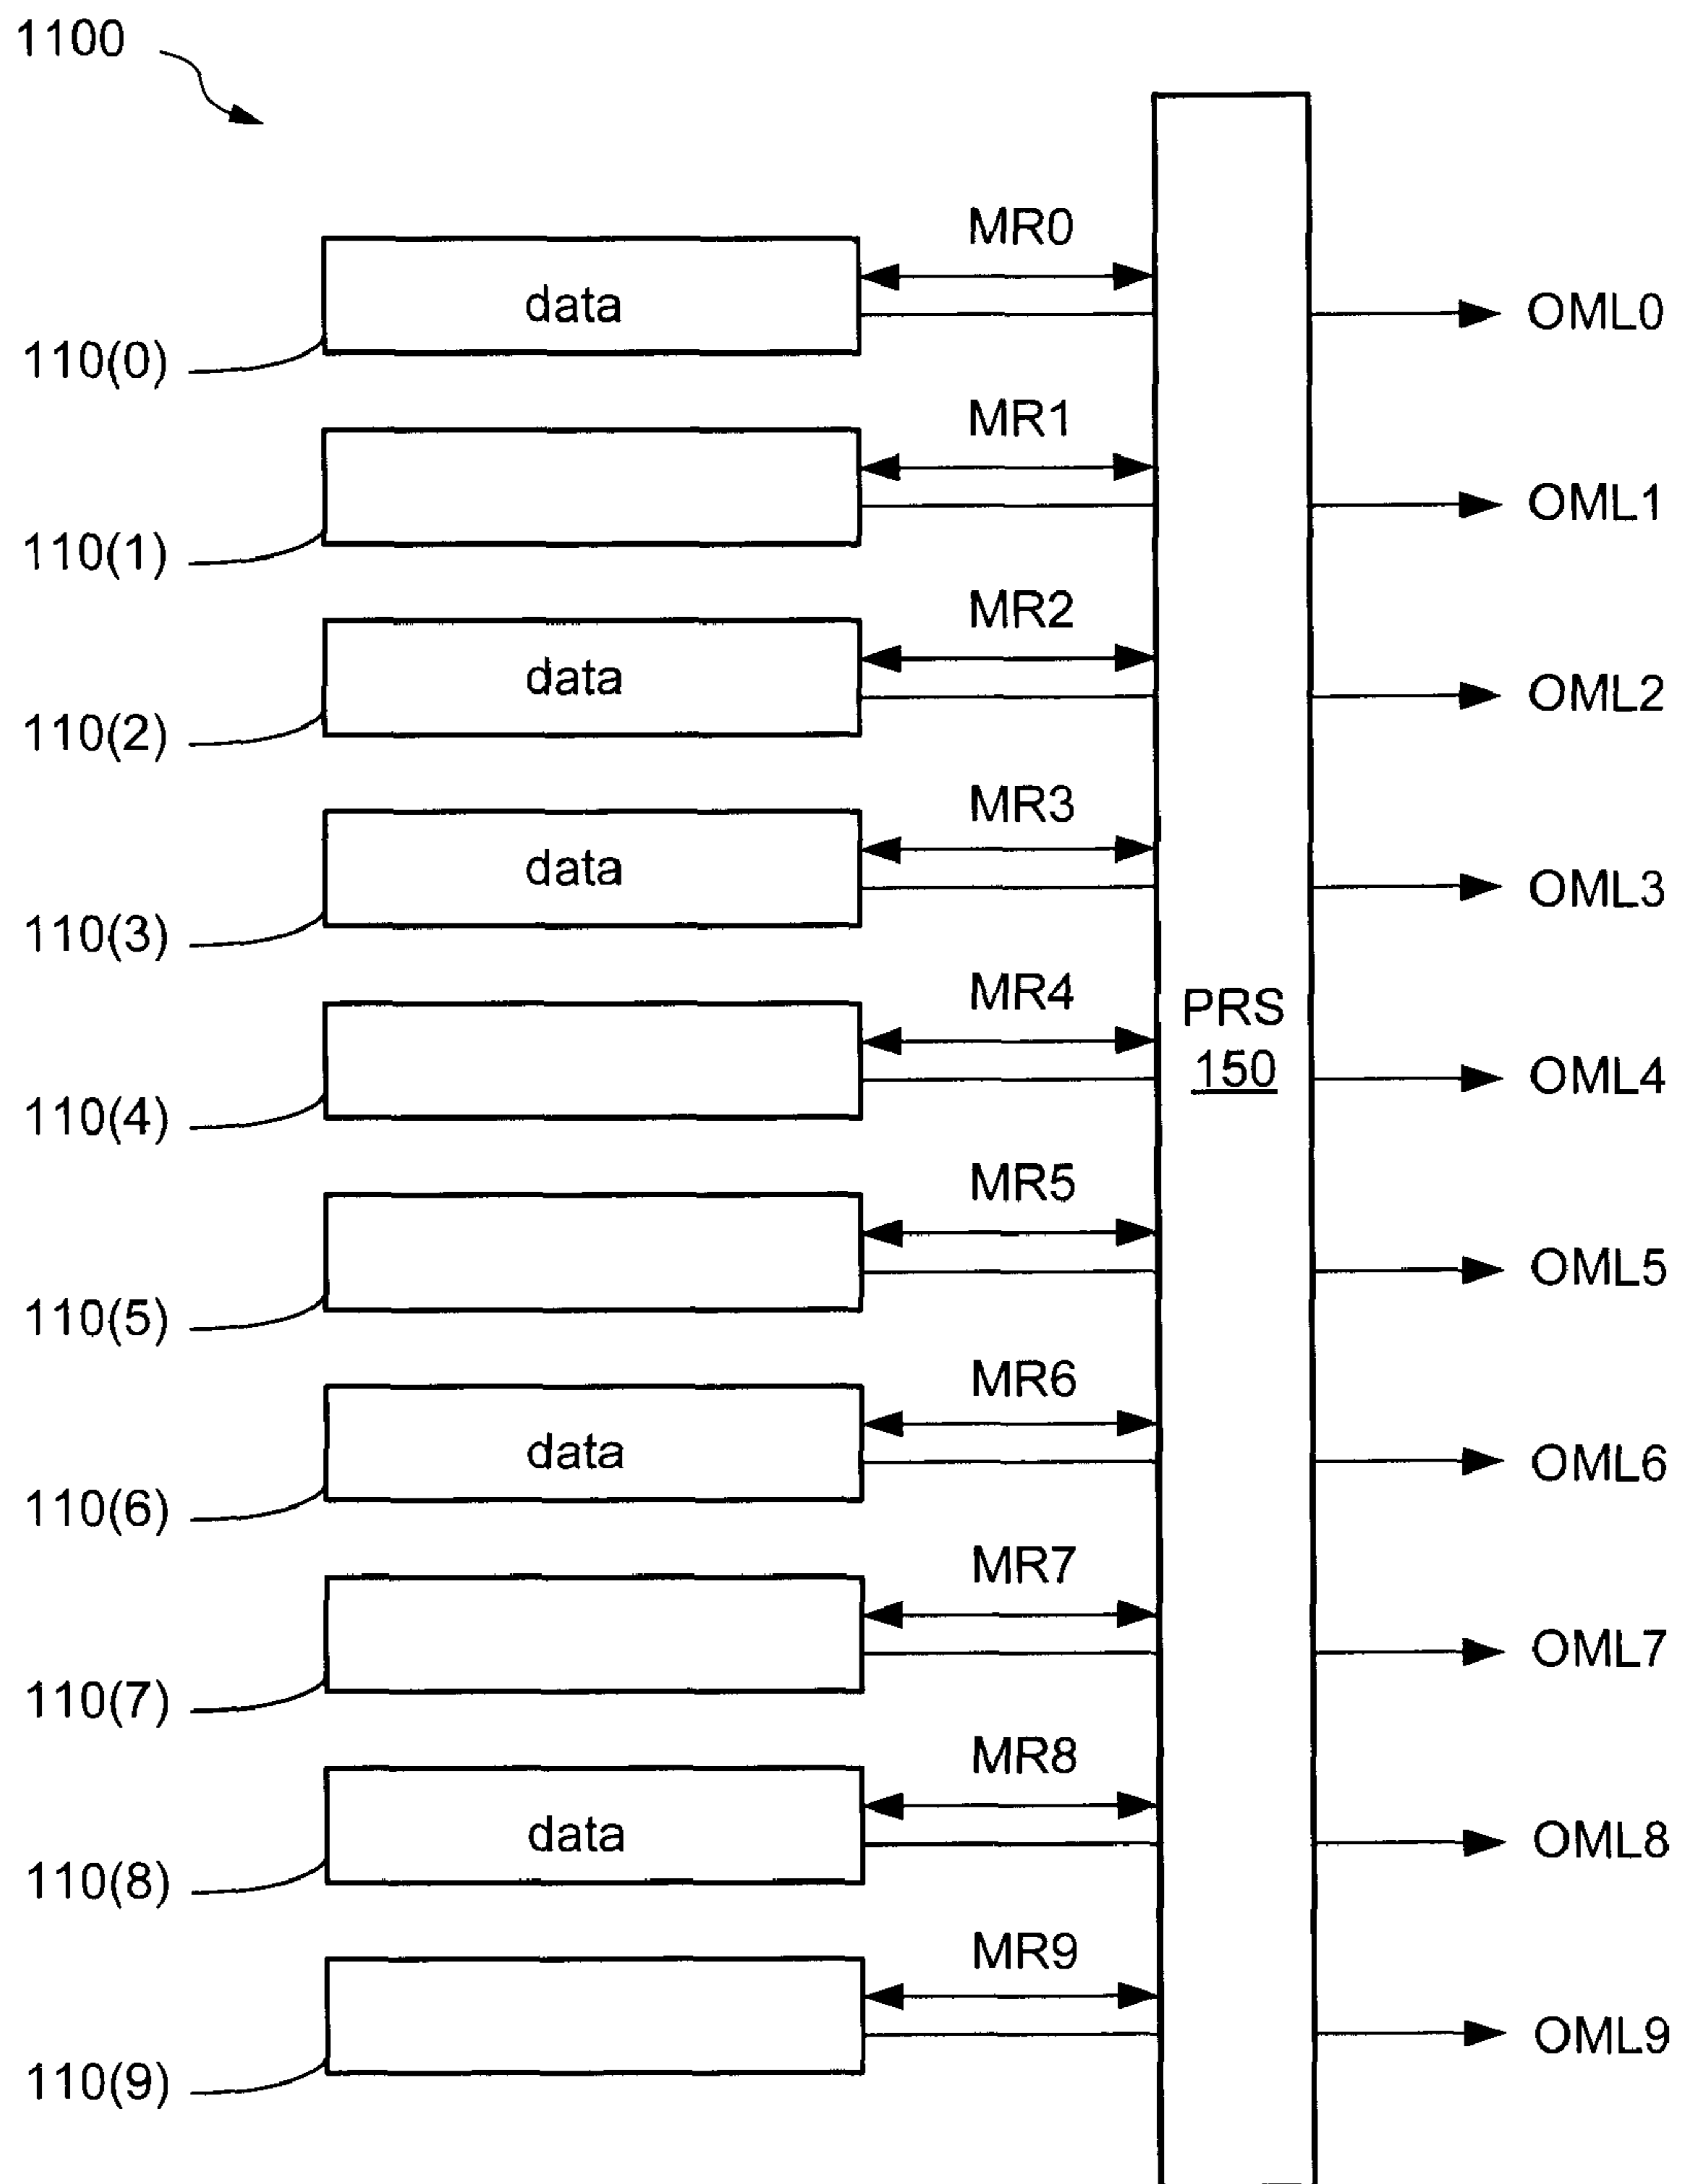 1100
MR0
data
OML0
110(0)
MR1
OML1
110(1)
MR2
data
OML2
110(2)
MR3
data
OML3
110(3)
MR4
PRS
150
OML4
110(4)
MR5
OML5
110(5)
MR6
data
OML6
110(6)
MR7
OML7
110(7)
MR8
data
OML8
110(8)
MR9
OML9
110(9)